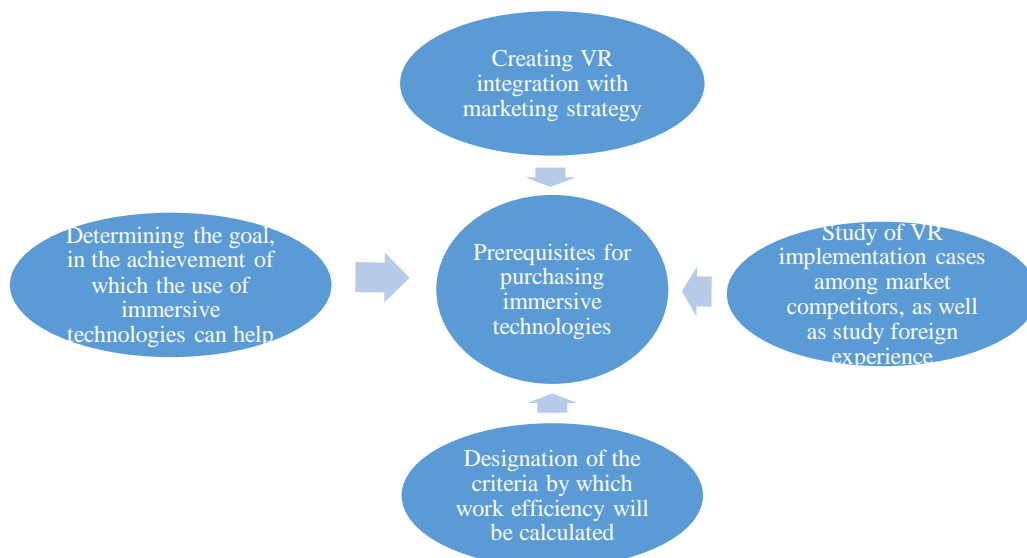 Creating VR
integration with
marketing strategy
Determining the goal,
in the achievement of
which the use of
immersive
technologies can help
Prerequisites for
purchasing
immersive
technologies
Study of VR
implementation cases
among market
competitors, as well
as study foreign
experience
Designation of the
criteria by which
work efficiency will
be calculated